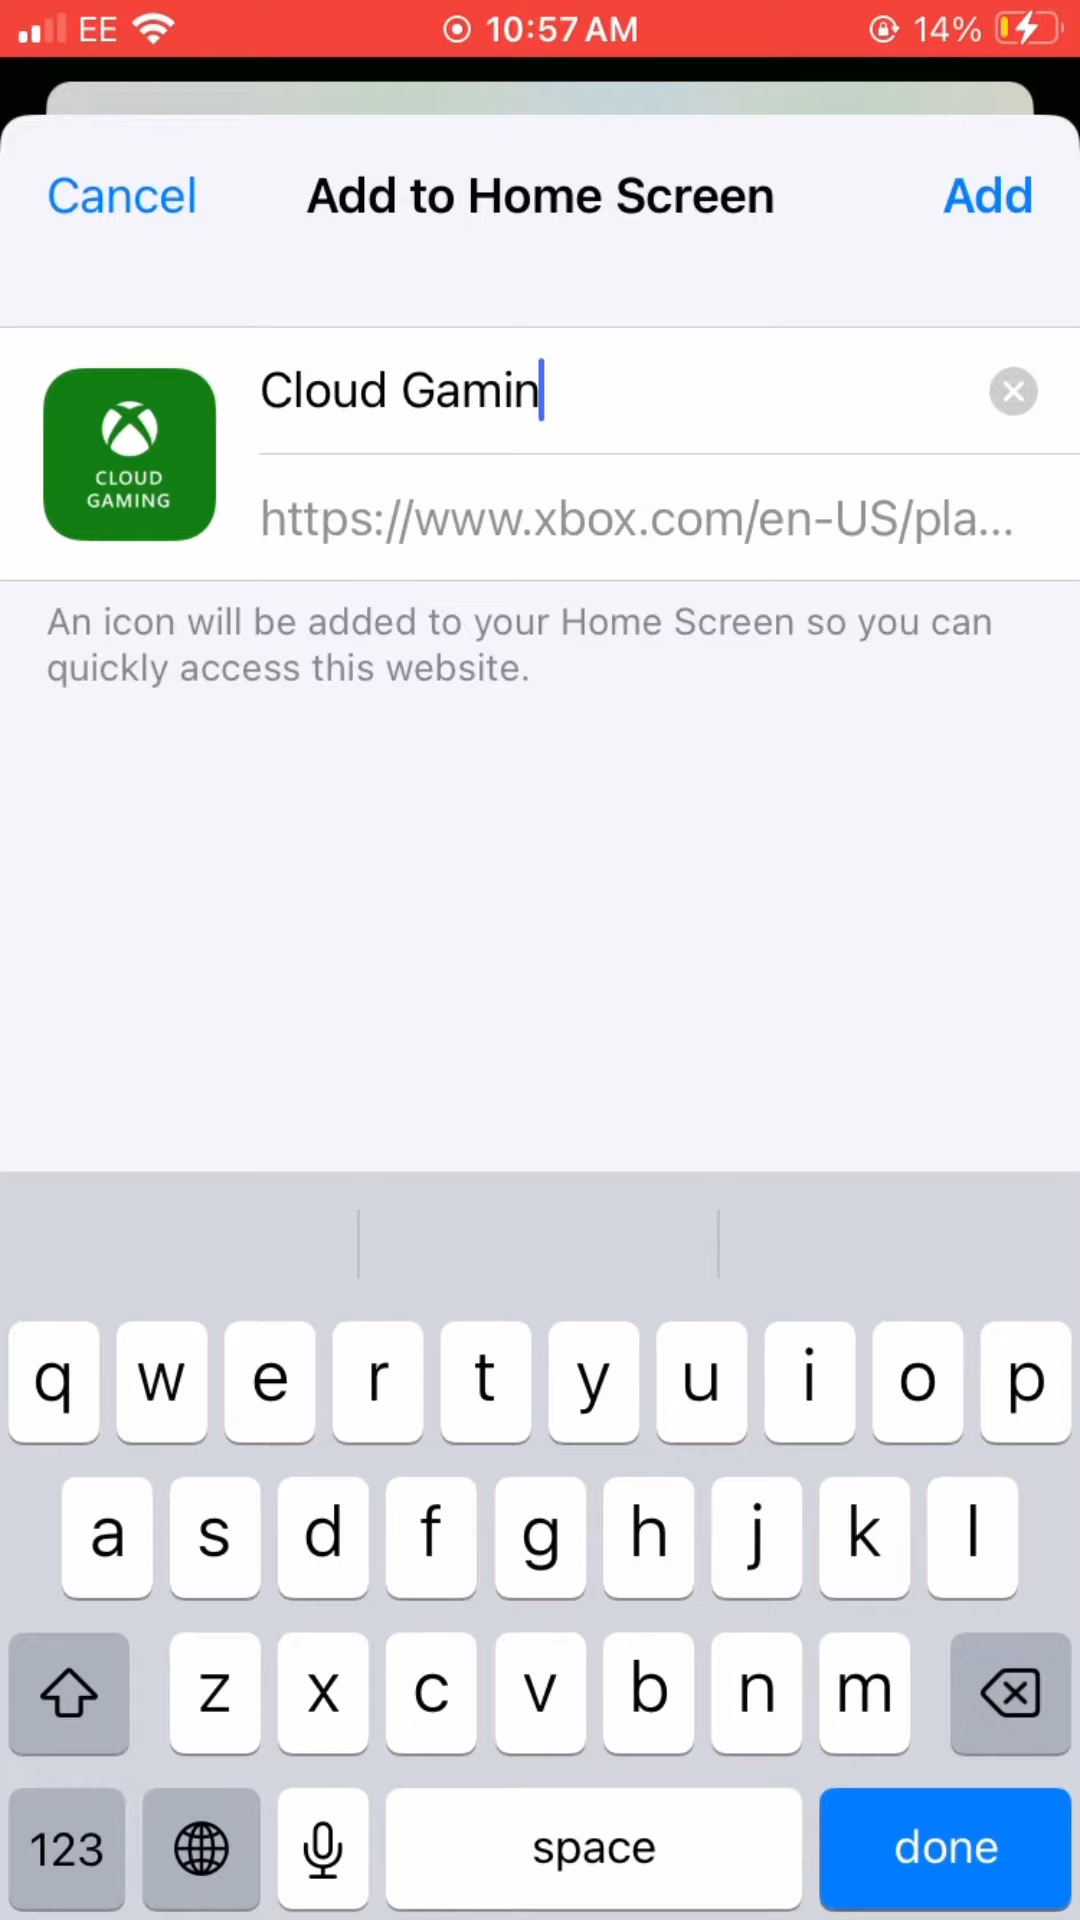 EE 10:57 AM 14%
Cancel Add to Home Screen Add
Cloud Gamin
CLOUD
GAMING
https://www.xbox.com/en-US/pla...
An icon will be added to your Home Screen so you can
quickly access this website.
q w e r t y u i o p
a s d f g h j k l
z x c v b n m
123 space done